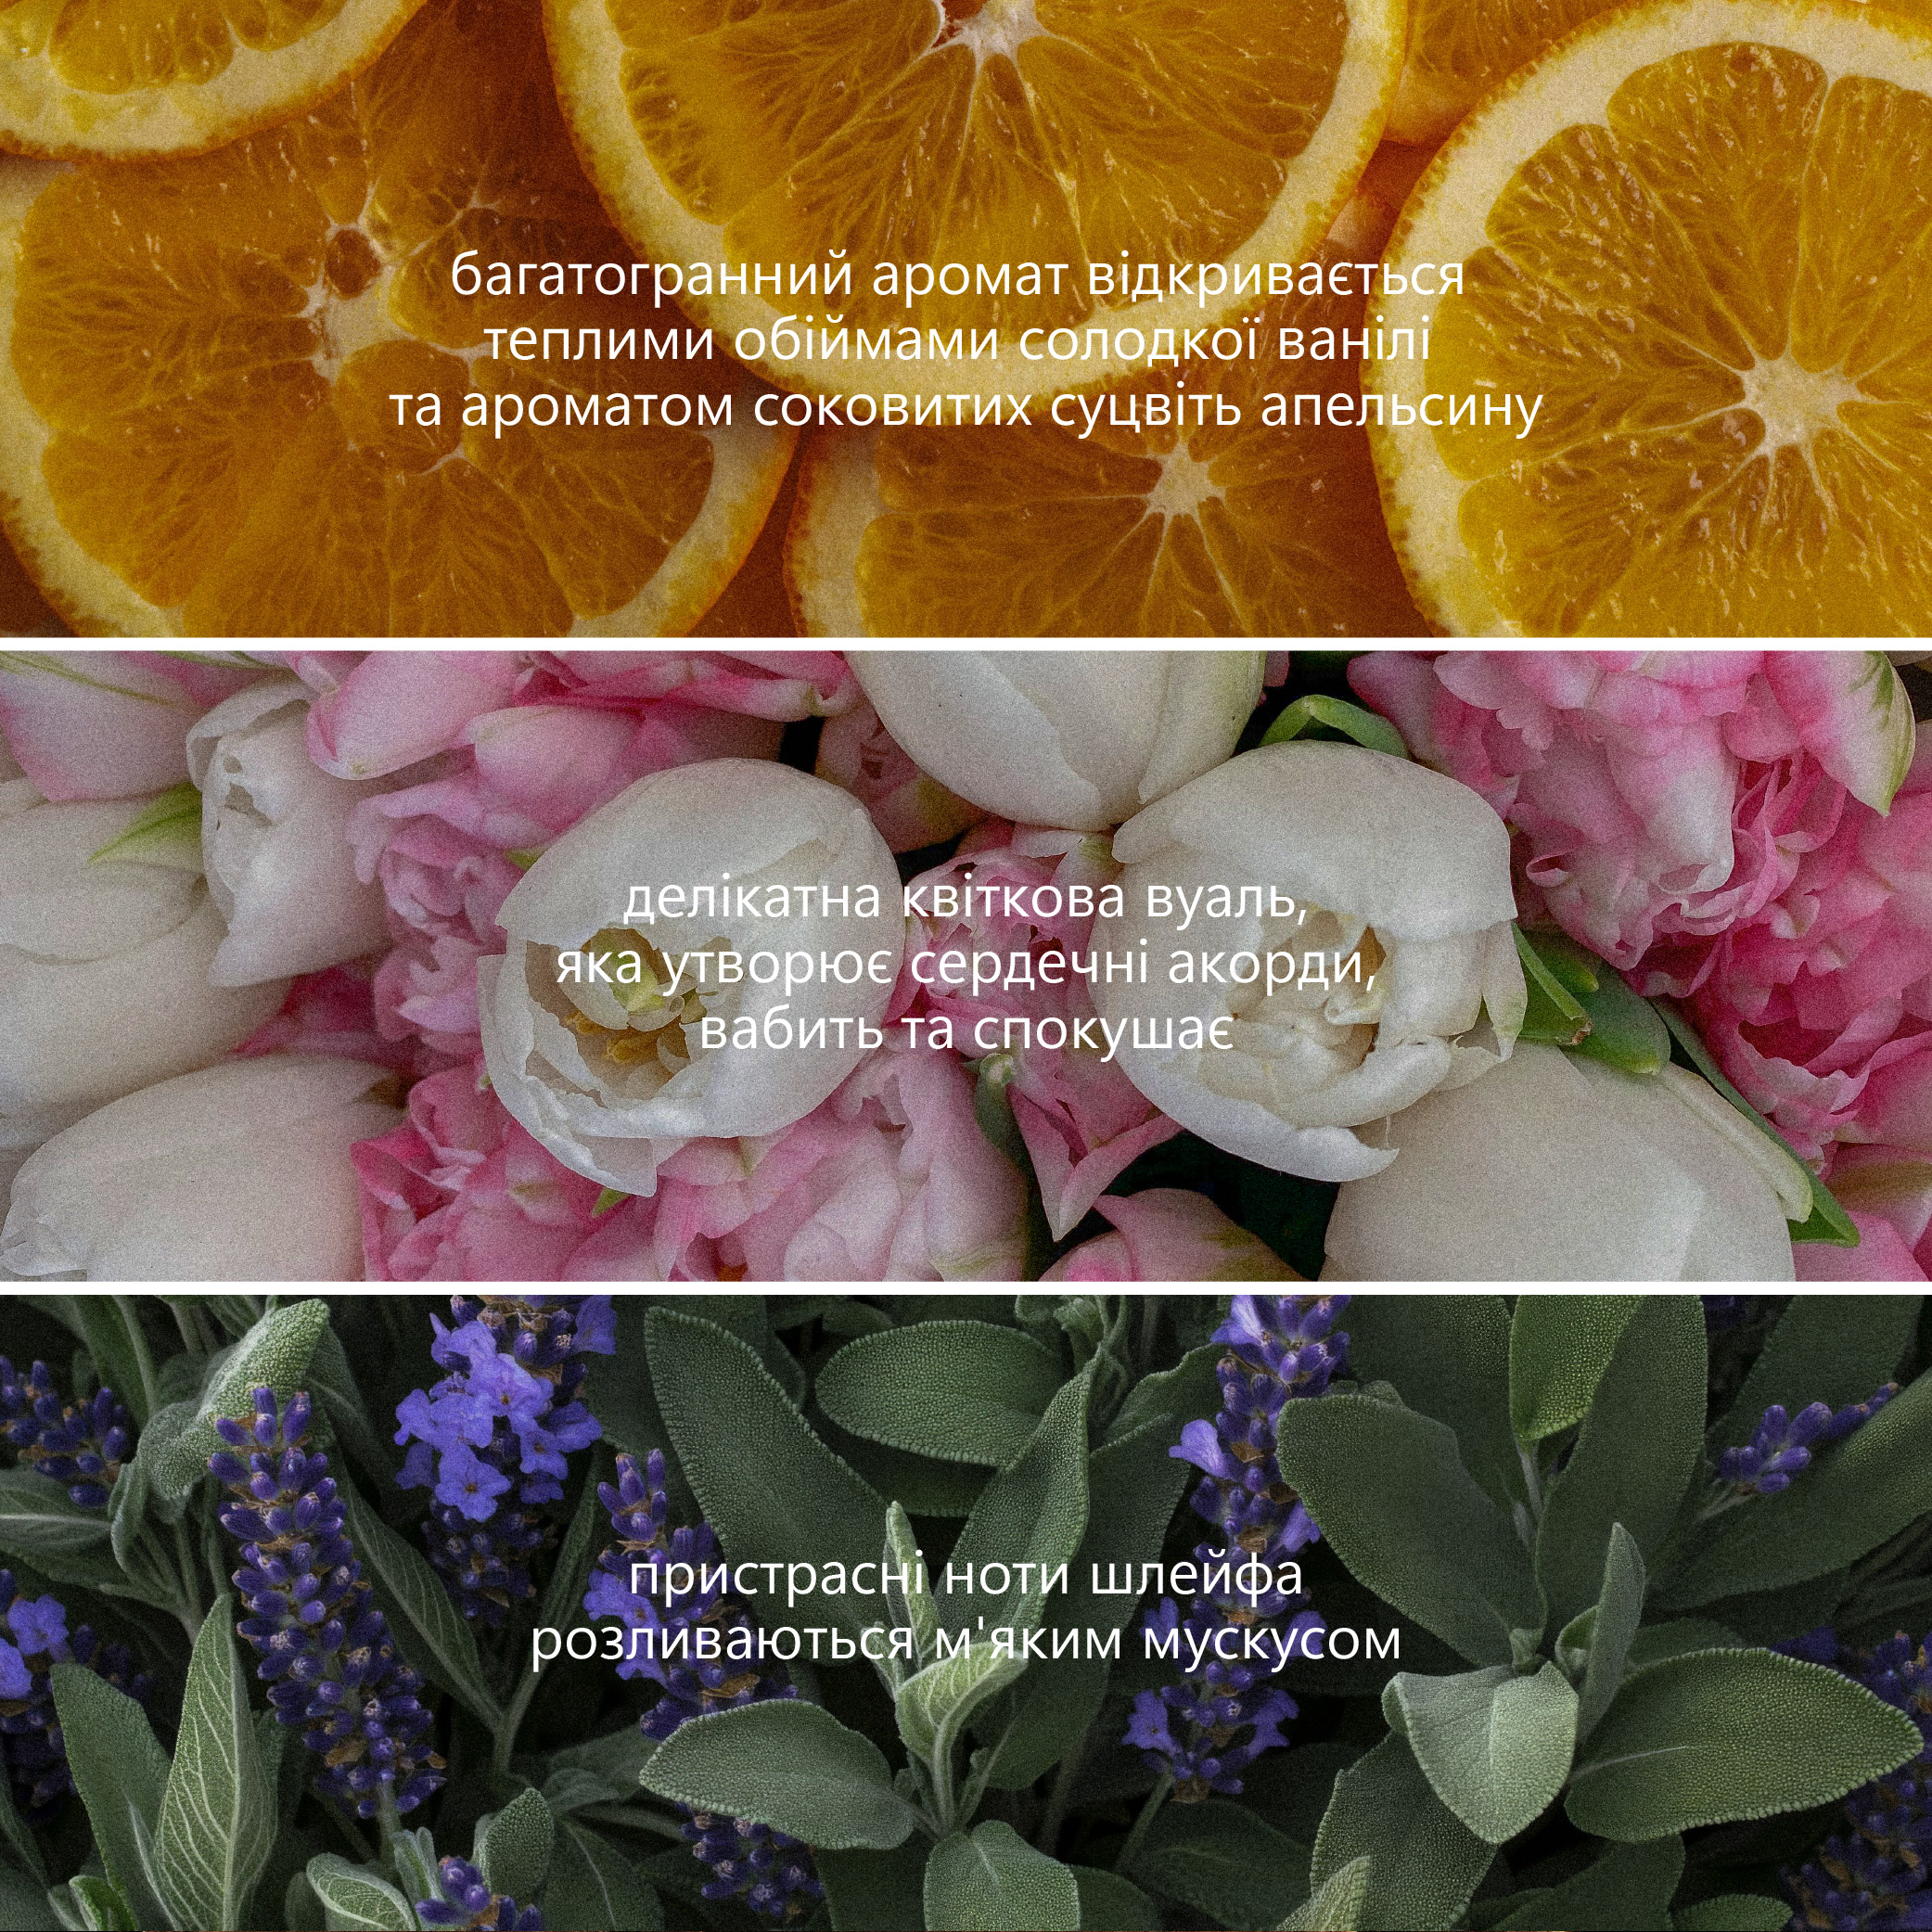 багатогранний аромат відкривається
теплими обіймами солодкої ванілі
та ароматом соковитих суцвіть апельсину
делікатна квіткова вуаль,
яка утворює сердечні акорди,
вабить та спокушає
пристрасні ноти шлейфа
розливаються м'яким мускусом